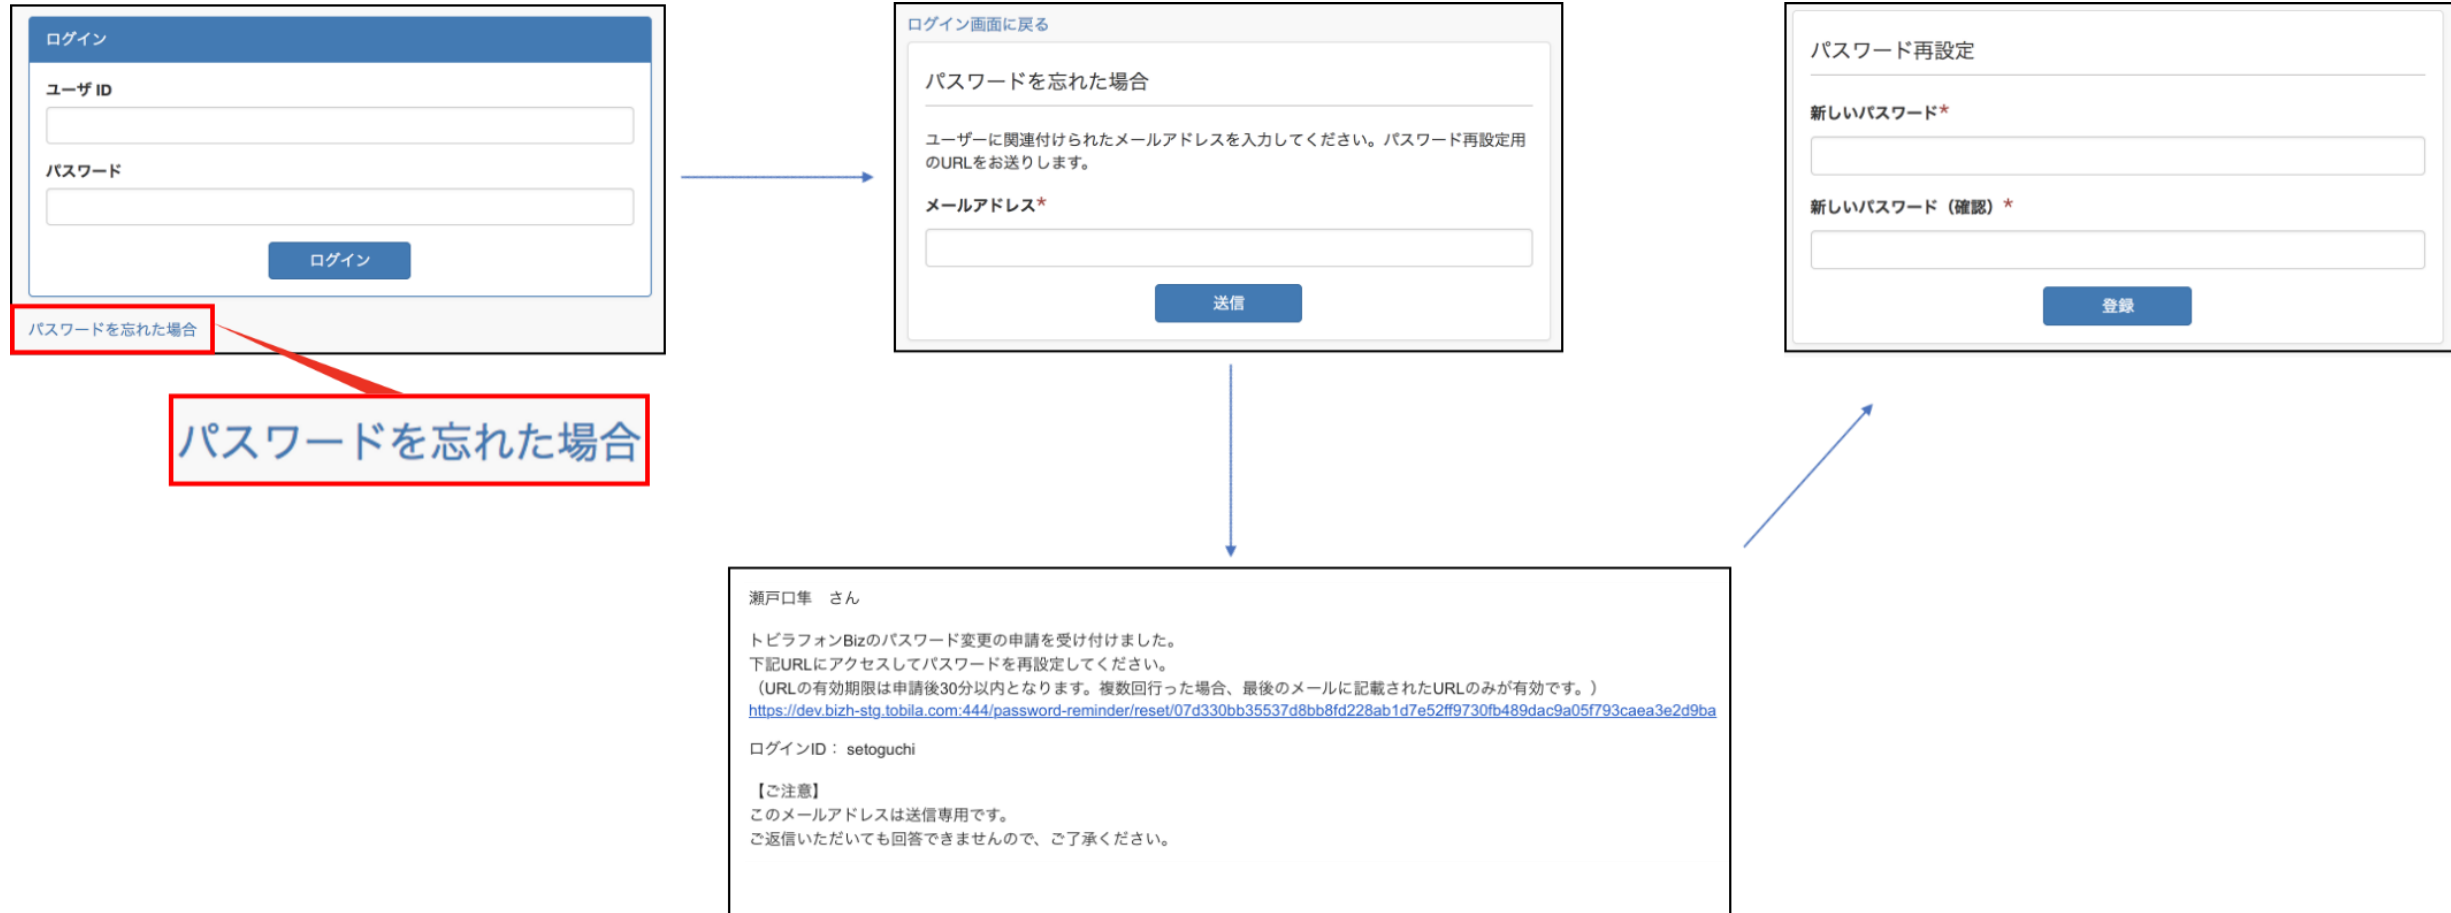 ログイン
ユーザ ID
パスワード
ログイン
パスワードを忘れた場合
パスワードを忘れた場合
ログイン画面に戻る
パスワードを忘れた場合
ユーザーに関連付けられたメールアドレスを入力してください。パスワード再設定用
のURLをお送りします。
メールアドレス*
送信
瀬戸口隼　さん
トビラフォンBizのパスワード変更の申請を受け付けました。
下記URLにアクセスしてパスワードを再設定してください。
（URLの有効期限は申請後30分以内となります。複数回行った場合、最後のメールに記載されたURLのみが有効です。）
https://dev.bizh-stg.tobila.com:444/password-reminder/reset/07d330bb35537d8bb8fd228ab1d7e52ff9730fb489dac9a05f793caea3e2d9ba
ログインID： setoguchi
【ご注意】
このメールアドレスは送信専用です。
ご返信いただいても回答できませんので、ご了承ください。
パスワード再設定
新しいパスワード*
新しいパスワード（確認）*
登録